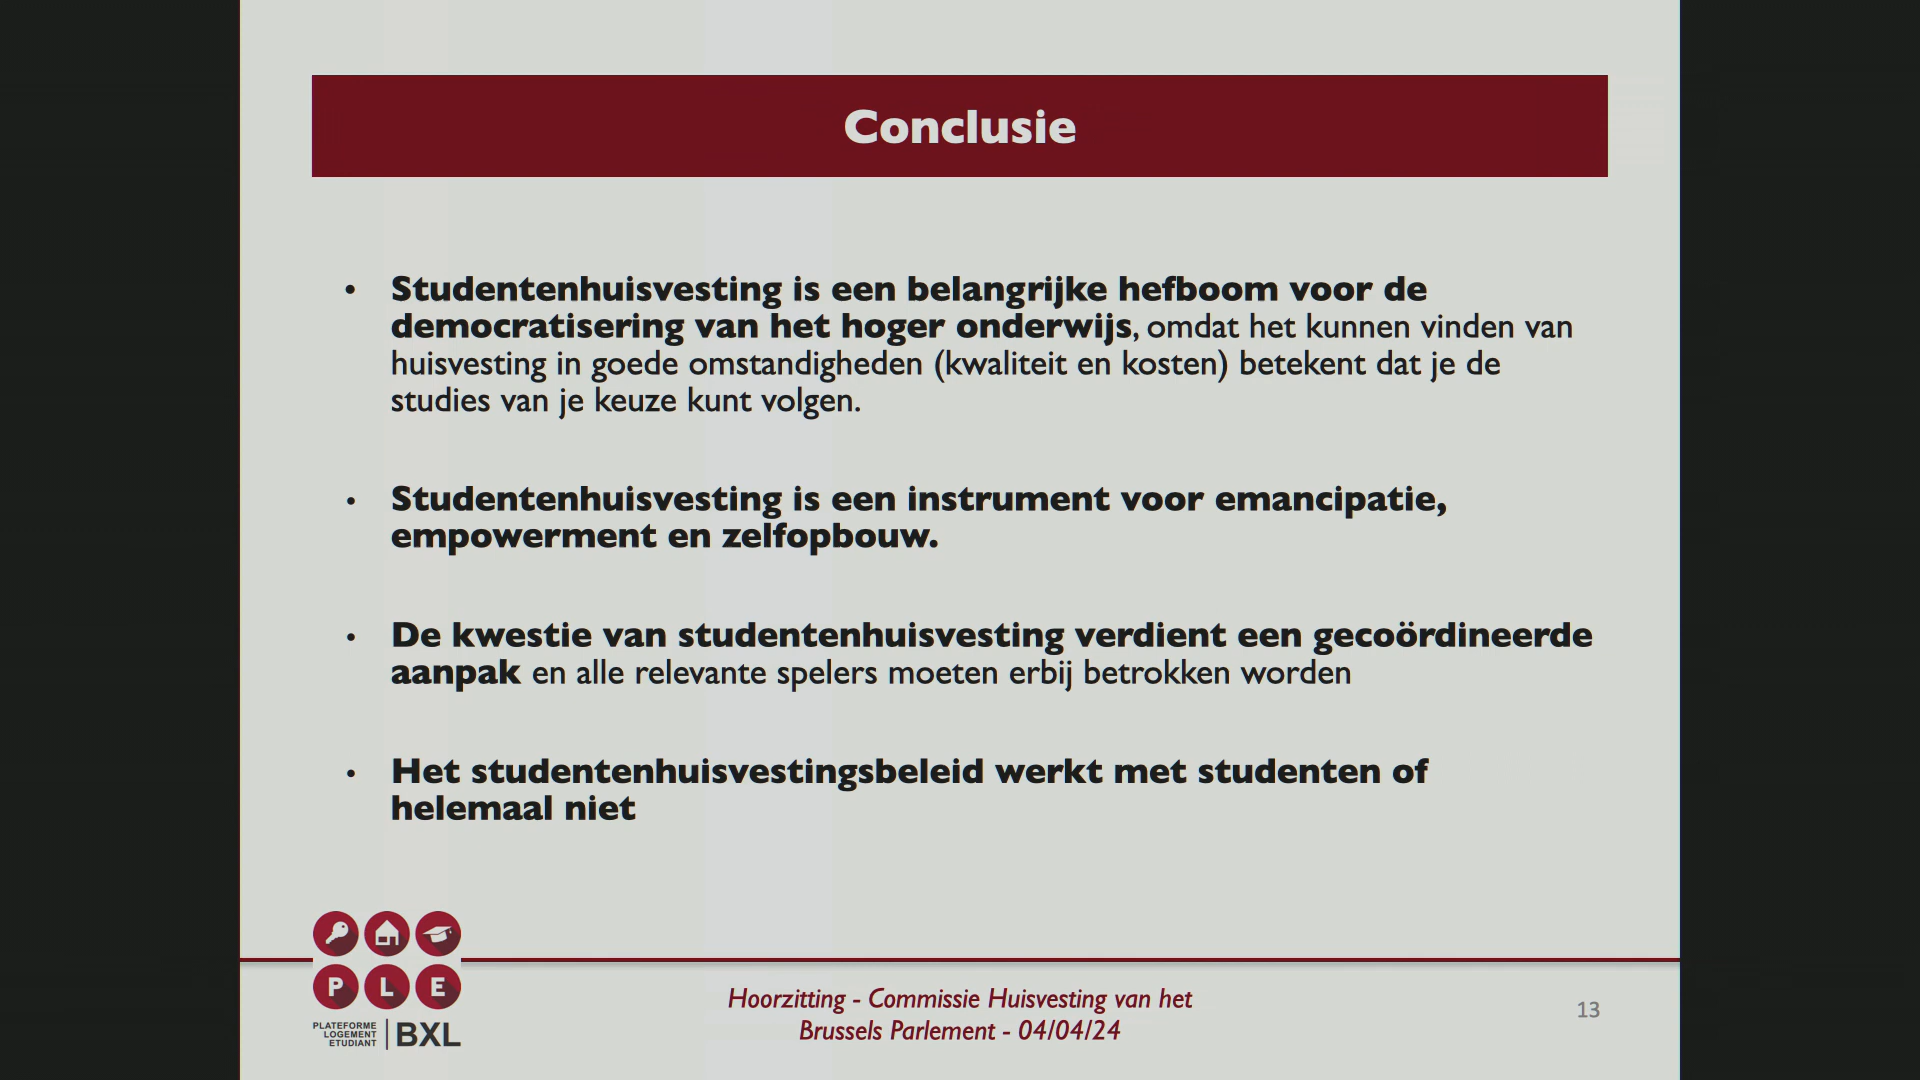 Conclusie
• Studentenhuisvesting is een belangrijke hefboom voor de
democratisering van het hoger onderwijs, omdat het kunnen vinden van
huisvesting in goede omstandigheden (kwaliteit en kosten) betekent dat je de
studies van je keuze kunt volgen.
• Studentenhuisvesting is een instrument voor emancipatie,
empowerment en zelfopbouw.
• De kwestie van studentenhuisvesting verdient een gecoördineerde
aanpak en alle relevante spelers moeten erbij betrokken worden
• Het studentenhuisvestingsbeleid werkt met studenten of
helemaal niet
P L E
PLATEFORME
LOGEMENT
ETUDIANT
BXL
Hoorzitting - Commissie Huisvesting van het
Brussels Parlement - 04/04/24
13